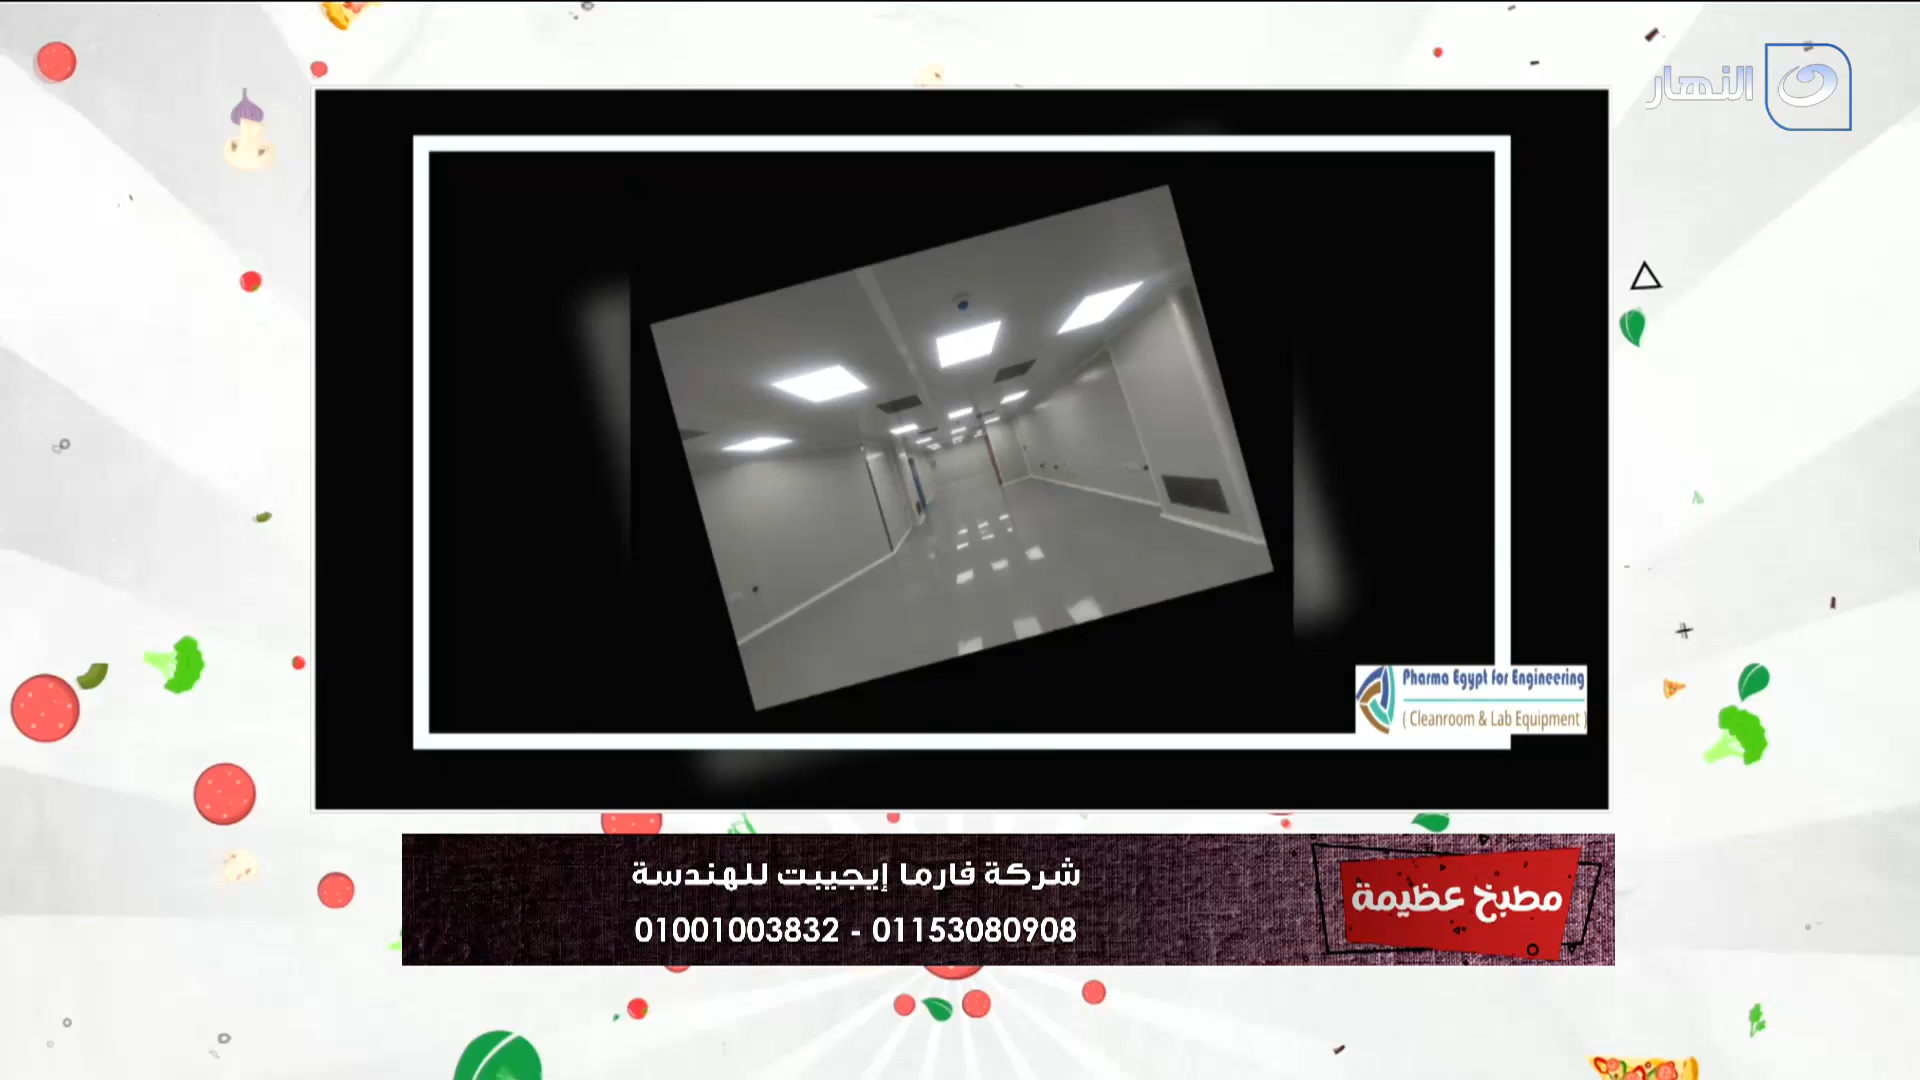 النهار
Pharma Egypt for Engineering
( Cleanroom & Lab Equipment )
شركة فارما إيجيبت للهندسة
01001003832 - 01153080908
مطبخ عظيمة